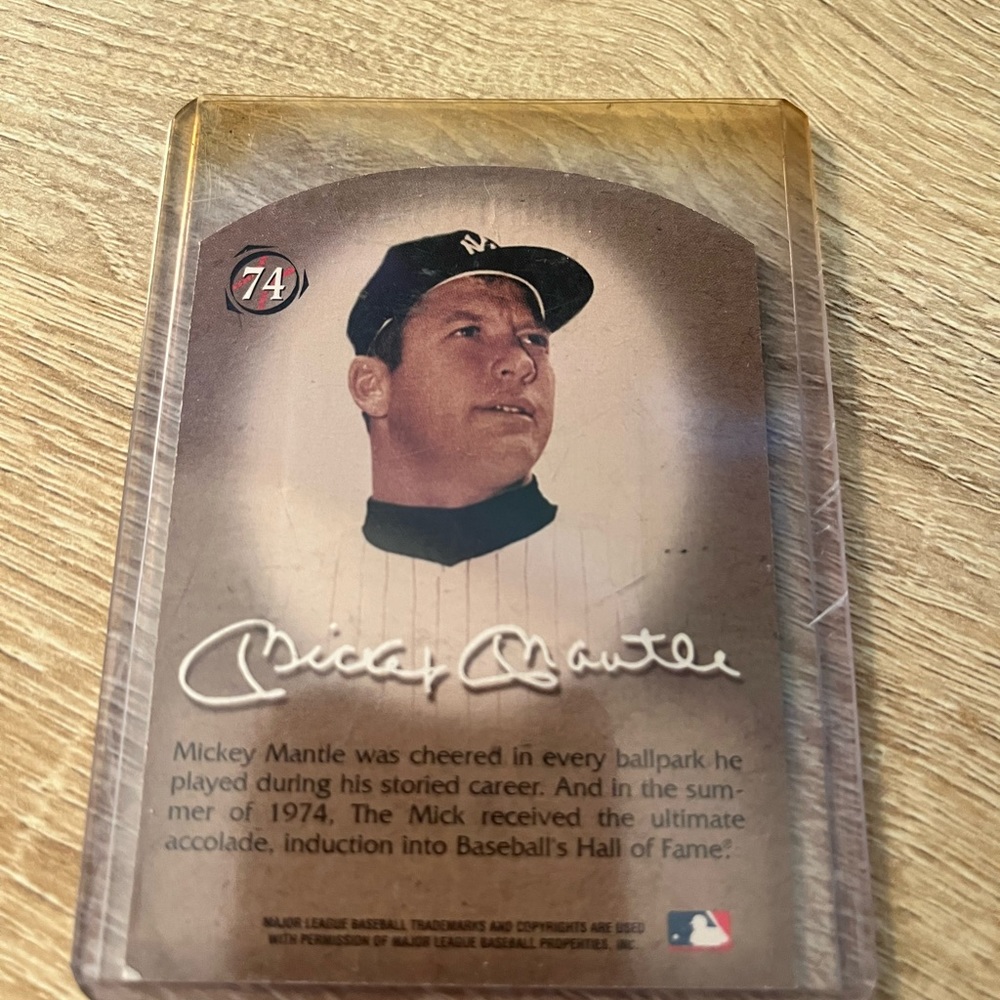 74
NY
Mickey Mantle
Mickey Mantle was cheered in every ballpark he
played during his storied career. And in the sum-
mer of 1974, The Mick received the ultimate
accolade, induction into Baseball's Hall of Fame.
MAJOR LEAGUE BASEBALL TRADEMARKS AND COPYRIGHTS ARE USED
WITH PERMISSION OF MAJOR LEAGUE BASEBALL PROPERTIES, INC.